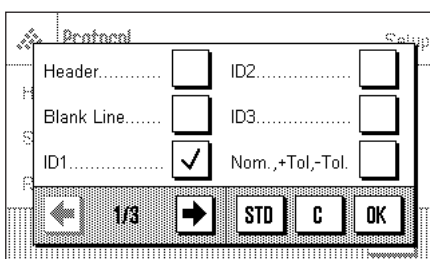 Protocol Setup
Header............ ID2.................
Blank Line........ ID3.................
ID1................. Nom.,+Tol,-Tol.
1/3 STD C OK